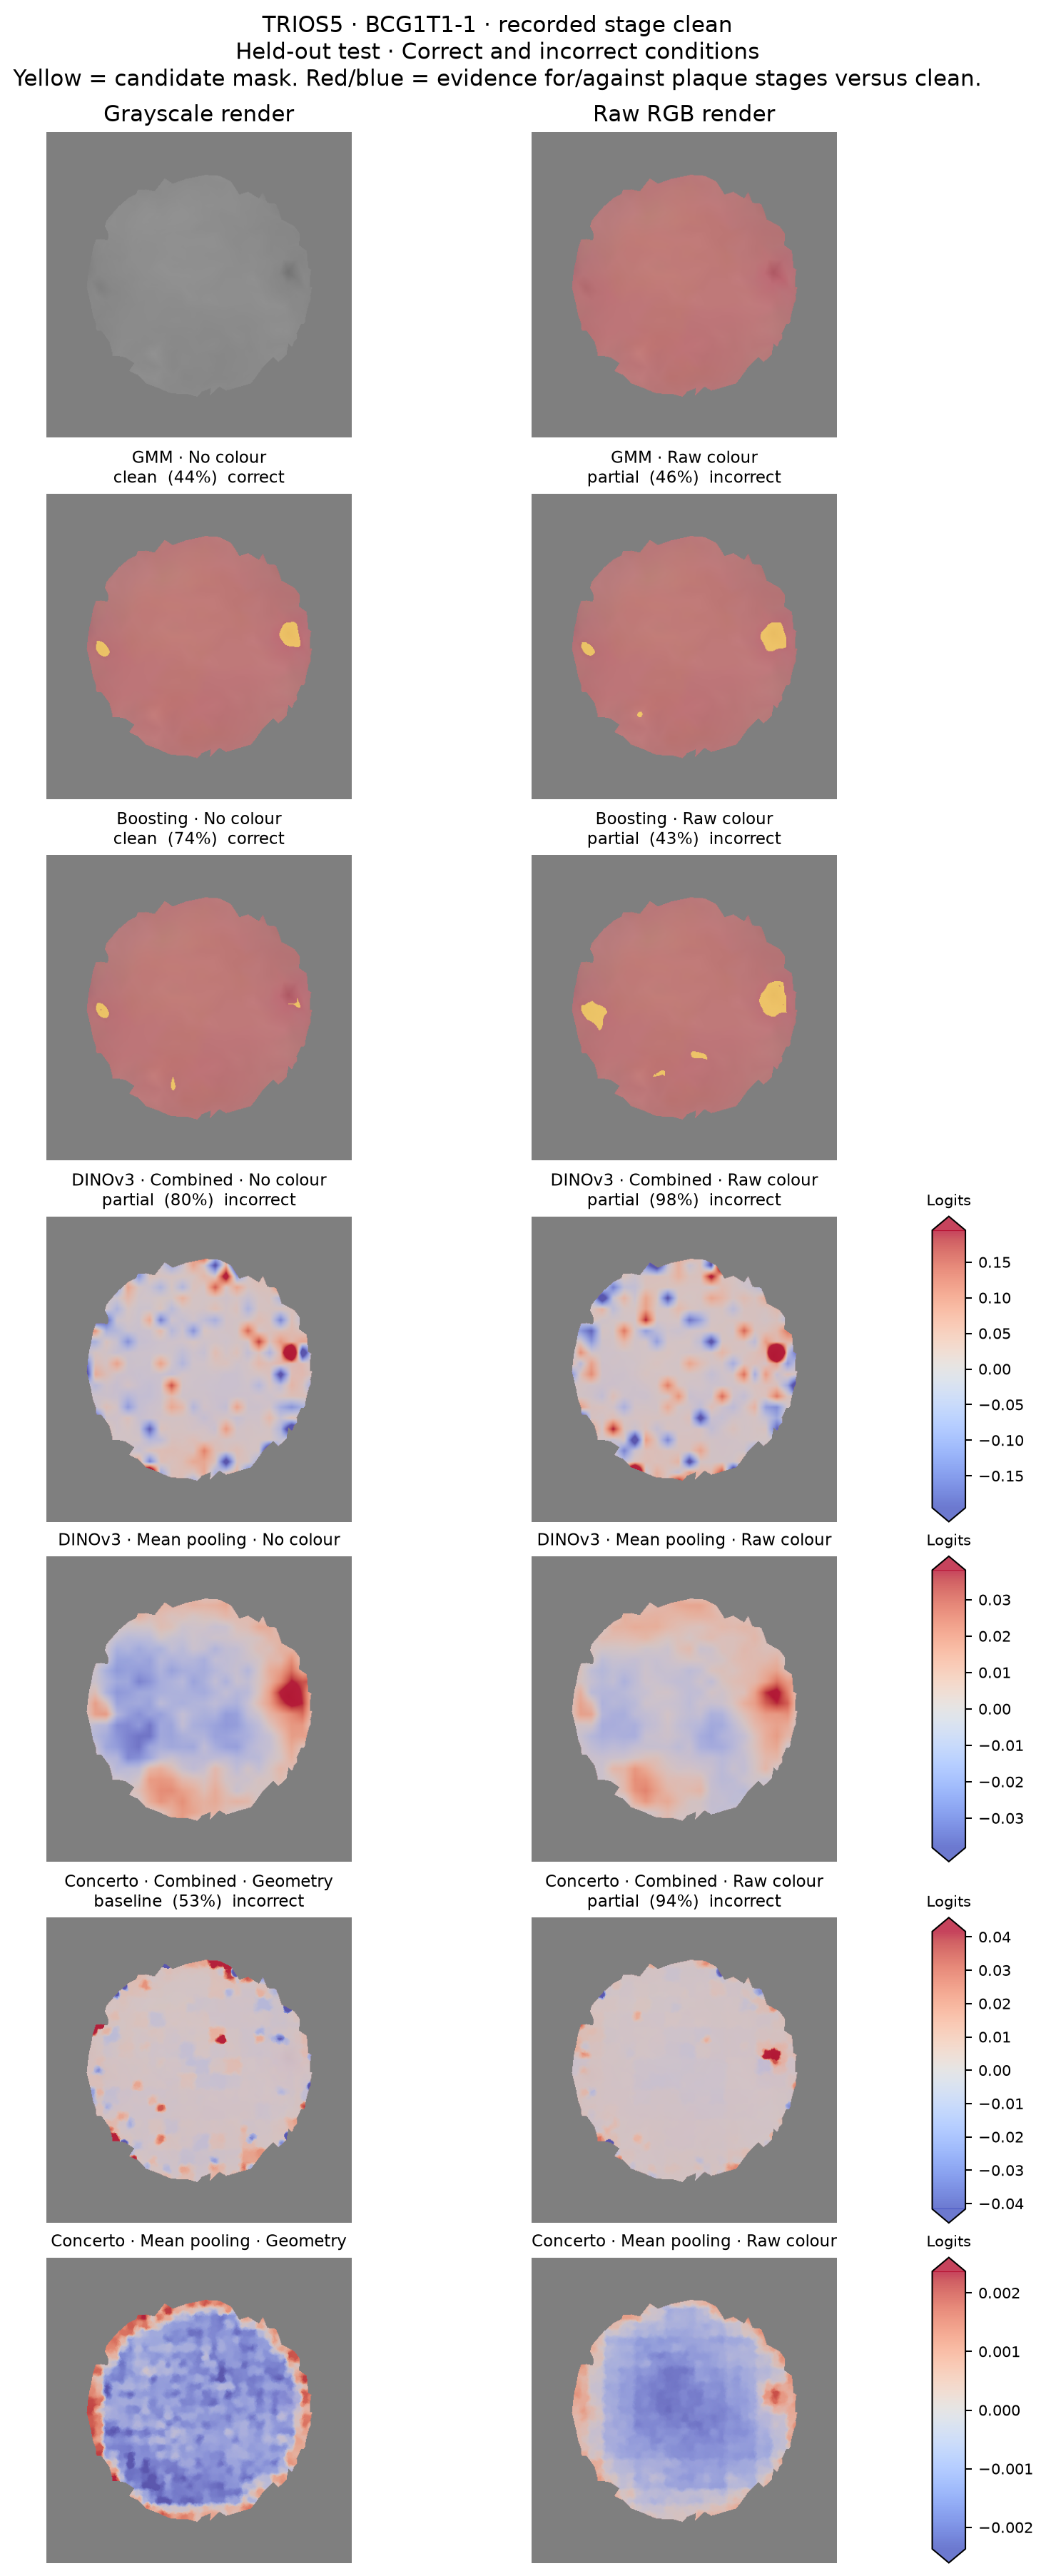 TRIOS5 · BCG1T1-1 · recorded stage clean
Held-out test · Correct and incorrect conditions
Yellow = candidate mask. Red/blue = evidence for/against plaque stages versus clean.
Grayscale render
Raw RGB render
GMM · No colour
clean (44%) correct
GMM · Raw colour
partial (46%) incorrect
Boosting · No colour
clean (74%) correct
Boosting · Raw colour
partial (43%) incorrect
DINOv3 · Combined · No colour
partial (80%) incorrect
DINOv3 · Combined · Raw colour
partial (98%) incorrect
Logits
0.15
0.10
0.05
0.00
−0.05
−0.10
−0.15
DINOv3 · Mean pooling · No colour
DINOv3 · Mean pooling · Raw colour
Logits
0.03
0.02
0.01
0.00
−0.01
−0.02
−0.03
Concerto · Combined · Geometry
baseline (53%) incorrect
Concerto · Combined · Raw colour
partial (94%) incorrect
Logits
0.04
0.03
0.02
0.01
0.00
−0.01
−0.02
−0.03
−0.04
Concerto · Mean pooling · Geometry
Concerto · Mean pooling · Raw colour
Logits
0.002
0.001
0.000
−0.001
−0.002